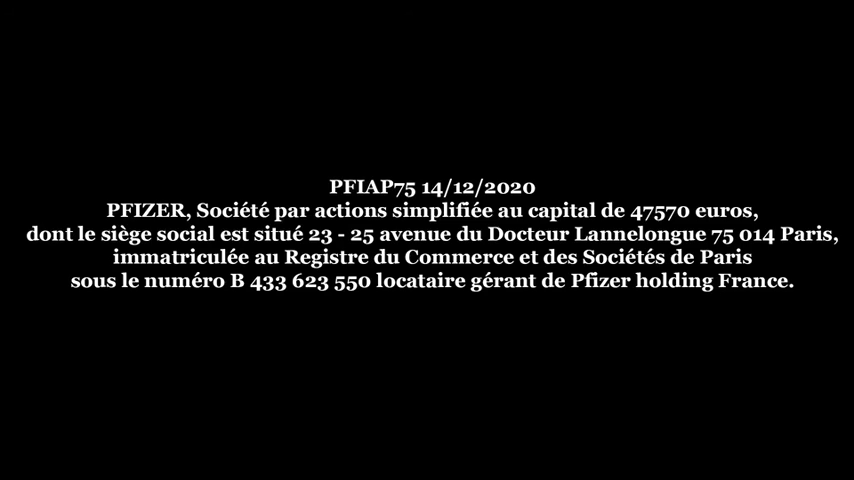 PFIAP75 14/12/2020
PFIZER, Société par actions simplifiée au capital de 47570 euros,
dont le siège social est situé 23 - 25 avenue du Docteur Lannelongue 75 014 Paris,
immatriculée au Registre du Commerce et des Sociétés de Paris
sous le numéro B 433 623 550 locataire gérant de Pfizer holding France.